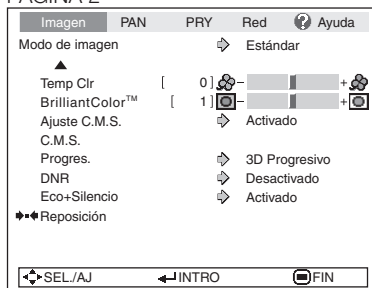 PÁGINA 2
Imagen PAN PRY Red ? Ayuda
Modo de imagen Estándar
Temp Clr [ 0] - +
BrilliantColor™ [ 1] - +
Ajuste C.M.S. Activado
C.M.S.
Progres. 3D Progresivo
DNR Desactivado
Eco+Silencio Activado
Reposición
SEL./AJ INTRO FIN